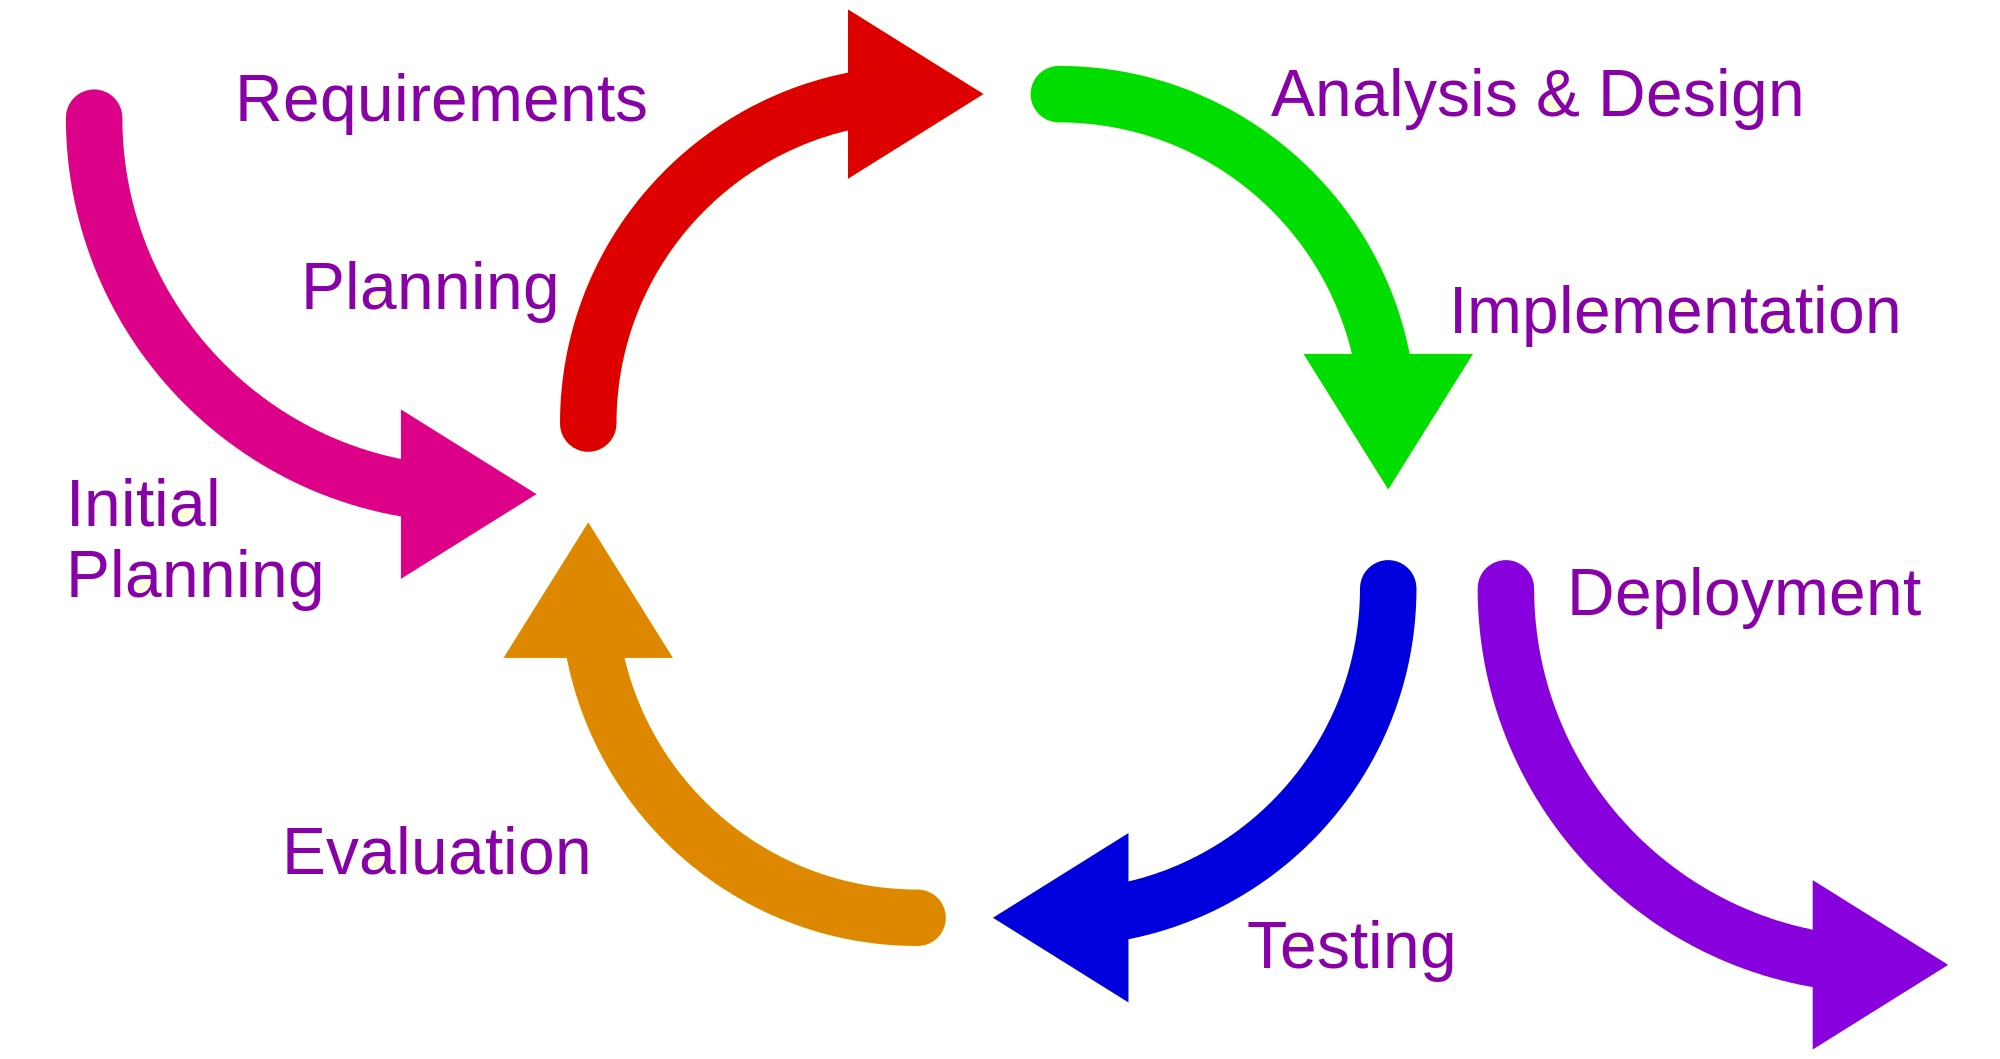 Requirements
Analysis & Design
Planning
Implementation
Initial
Planning
Deployment
Evaluation
Testing